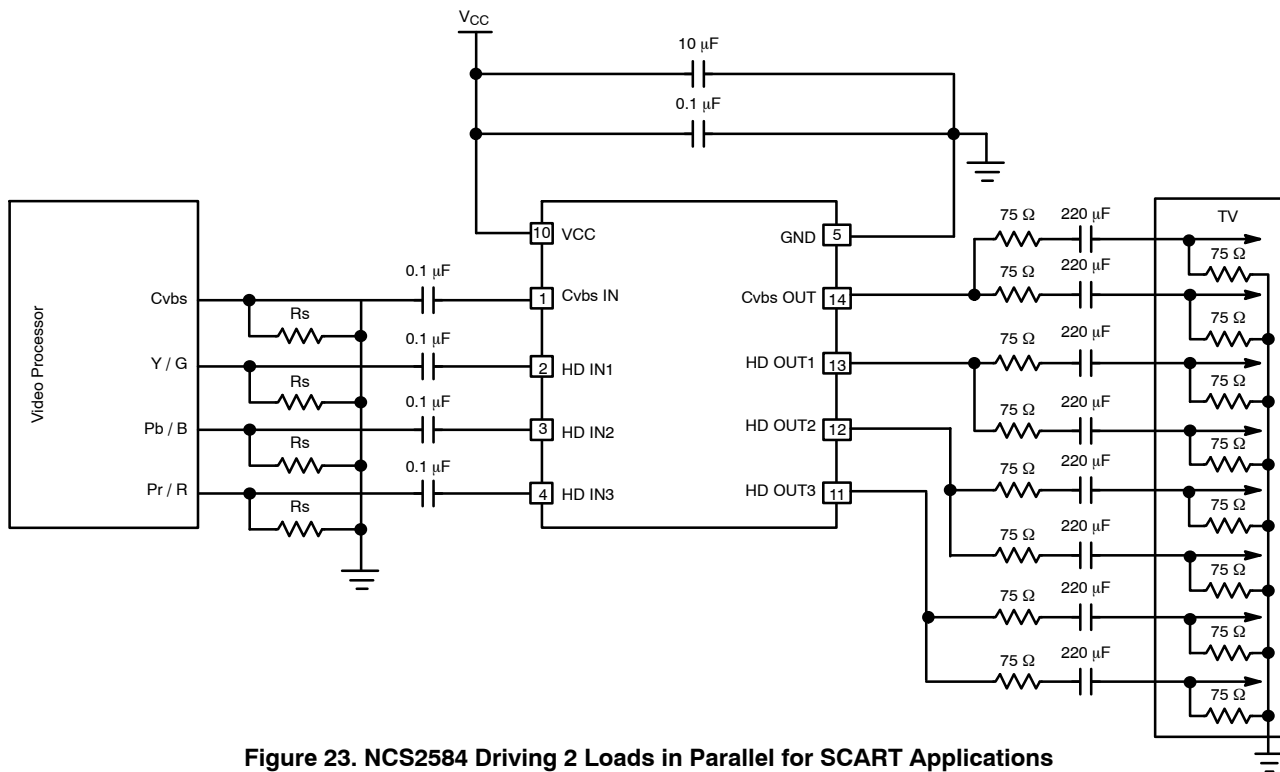 VCC
10 μF
0.1 μF
Video Processor
Cvbs
Y / G
Pb / B
Pr / R
Rs
Rs
Rs
Rs
0.1 μF
0.1 μF
0.1 μF
0.1 μF
10 VCC
1 Cvbs IN
2 HD IN1
3 HD IN2
4 HD IN3
GND 5
Cvbs OUT 14
HD OUT1 13
HD OUT2 12
HD OUT3 11
75 Ω 220 μF
75 Ω 220 μF
75 Ω 220 μF
75 Ω 220 μF
75 Ω 220 μF
75 Ω 220 μF
75 Ω 220 μF
75 Ω 220 μF
TV
75 Ω
75 Ω
75 Ω
75 Ω
75 Ω
75 Ω
75 Ω
75 Ω
Figure 23. NCS2584 Driving 2 Loads in Parallel for SCART Applications